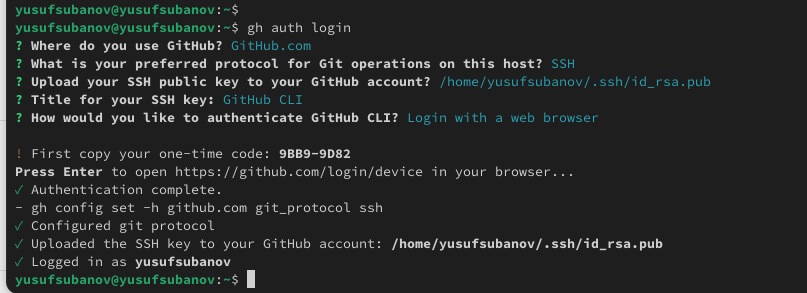 yusufsubanov@yusufsubanov:~$
yusufsubanov@yusufsubanov:~$ gh auth login
? Where do you use GitHub? GitHub.com
? What is your preferred protocol for Git operations on this host? SSH
? Upload your SSH public key to your GitHub account? /home/yusufsubanov/.ssh/id_rsa.pub
? Title for your SSH key: GitHub CLI
? How would you like to authenticate GitHub CLI? Login with a web browser
! First copy your one-time code: 9BB9-9D82
Press Enter to open https://github.com/login/device in your browser...
✓ Authentication complete.
- gh config set -h github.com git_protocol ssh
✓ Configured git protocol
✓ Uploaded the SSH key to your GitHub account: /home/yusufsubanov/.ssh/id_rsa.pub
✓ Logged in as yusufsubanov
yusufsubanov@yusufsubanov:~$